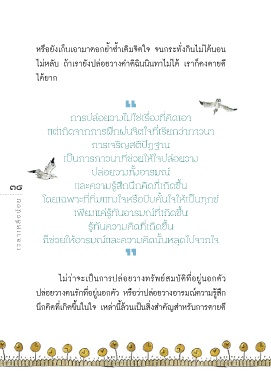 หรือยังเก็บเอามาตอกย้ำซ้ำเติมจิตใจ จนกระทั่งกินไม่ได้นอน
ไม่หลับ ถ้าเรายังปล่อยวางคำติฉินนินทาไม่ได้ เราก็คงตายดี
ได้ยาก
การปล่อยวางไม่ใช่เรื่องที่คิดเอา
แต่เกิดจากการฝึกฝนจิตใจที่เรียกว่าภาวนา
การเจริญสติปัฏฐาน
เป็นการภาวนาที่ช่วยให้ใจปล่อยวาง
ปล่อยวางทั้งอารมณ์
และความรู้สึกนึกคิดที่เกิดขึ้น
โดยเฉพาะที่ทิ่มแทงใจหรือบีบคั้นใจให้เป็นทุกข์
เพียงแค่รู้ทันอารมณ์ที่เกิดขึ้น
รู้ทันความคิดที่เกิดขึ้น
ก็ช่วยให้อารมณ์และความคิดนั้นหลุดไปจากใจ
ไม่ว่าจะเป็นการปล่อยวางทรัพย์สมบัติที่อยู่นอกตัว
ปล่อยวางคนรักที่อยู่นอกตัว หรือว่าปล่อยวางอารมณ์ความรู้สึก
นึกคิดที่เกิดขึ้นในใจ เหล่านี้ล้วนเป็นสิ่งสำคัญสำหรับการตายดี
๓๘
เวลาเหลือน้อย